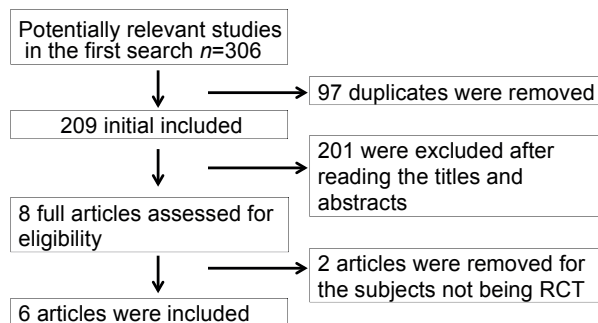 Potentially relevant studies
in the first search n=306
97 duplicates were removed
209 initial included
201 were excluded after
reading the titles and
abstracts
8 full articles assessed for
eligibility
2 articles were removed for
the subjects not being RCT
6 articles were included